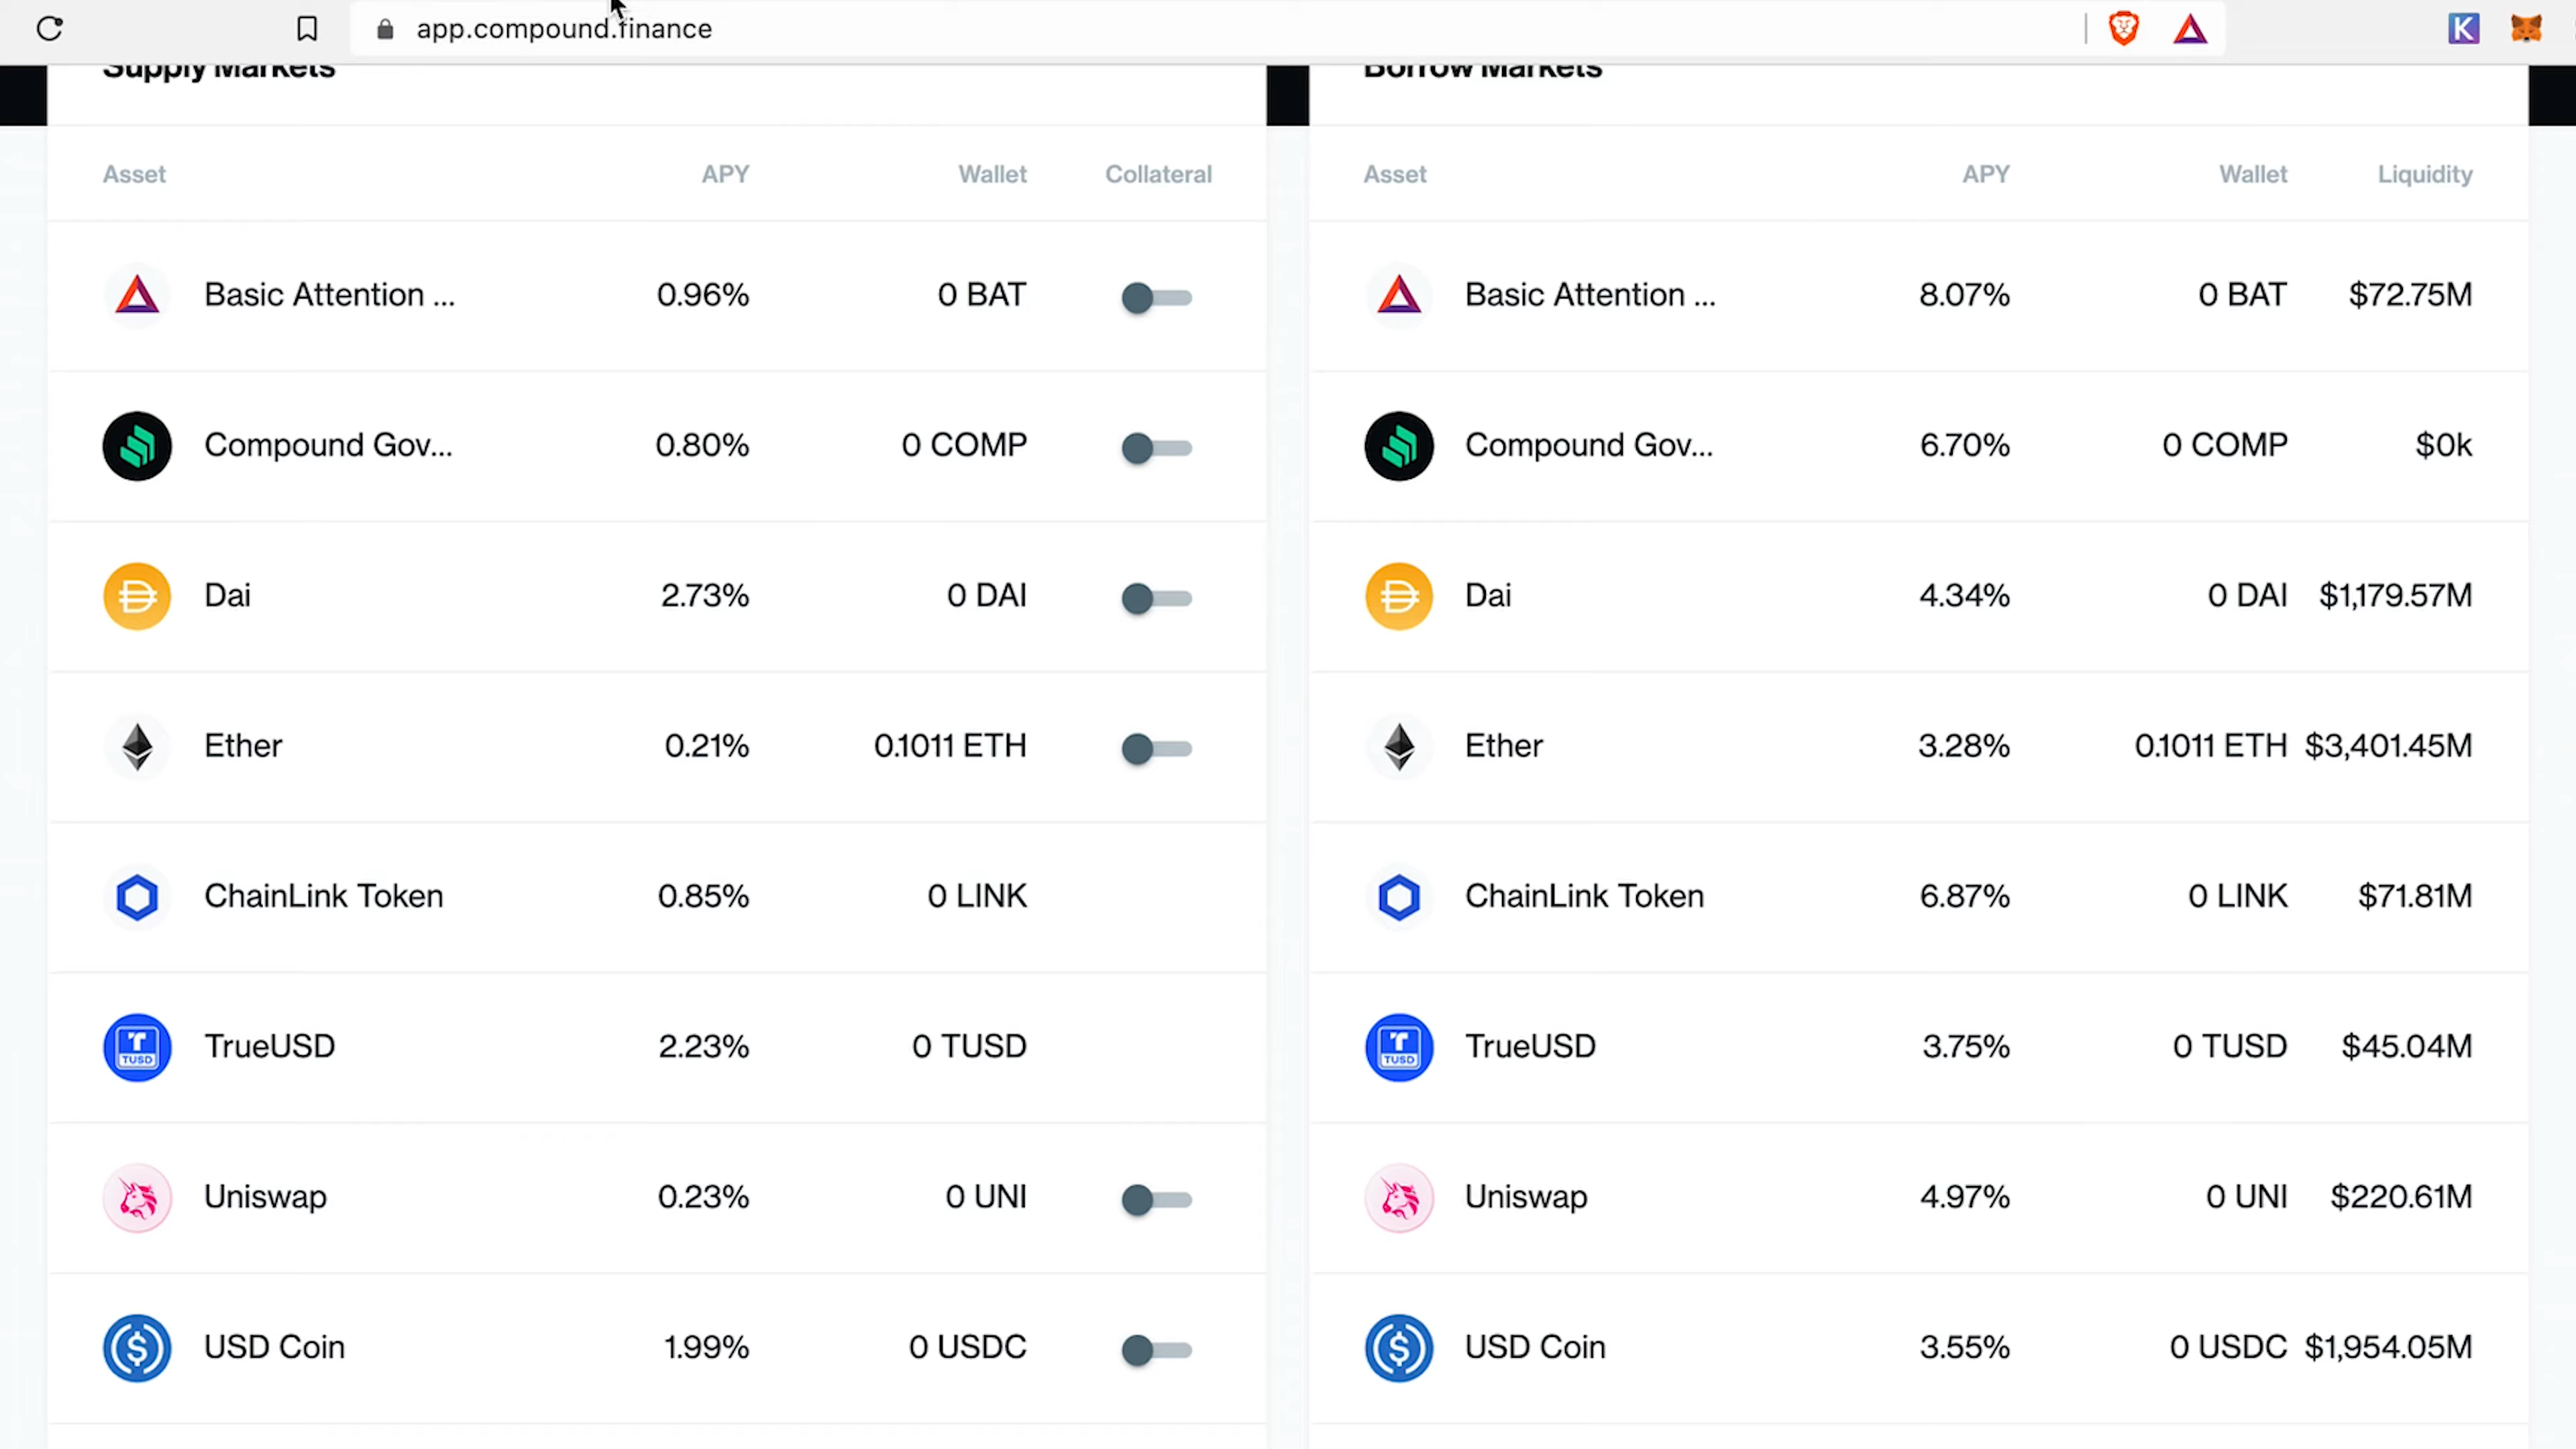 app.compound.finance
Supply Markets
Asset APY Wallet Collateral
Basic Attention ... 0.96% 0 BAT
Compound Gov... 0.80% 0 COMP
Dai 2.73% 0 DAI
Ether 0.21% 0.1011 ETH
ChainLink Token 0.85% 0 LINK
TUSD TrueUSD 2.23% 0 TUSD
Uniswap 0.23% 0 UNI
USD Coin 1.99% 0 USDC
Borrow Markets
Asset APY Wallet Liquidity
Basic Attention ... 8.07% 0 BAT $72.75M
Compound Gov... 6.70% 0 COMP $0k
Dai 4.34% 0 DAI $1,179.57M
Ether 3.28% 0.1011 ETH $3,401.45M
ChainLink Token 6.87% 0 LINK $71.81M
TUSD TrueUSD 3.75% 0 TUSD $45.04M
Uniswap 4.97% 0 UNI $220.61M
USD Coin 3.55% 0 USDC $1,954.05M